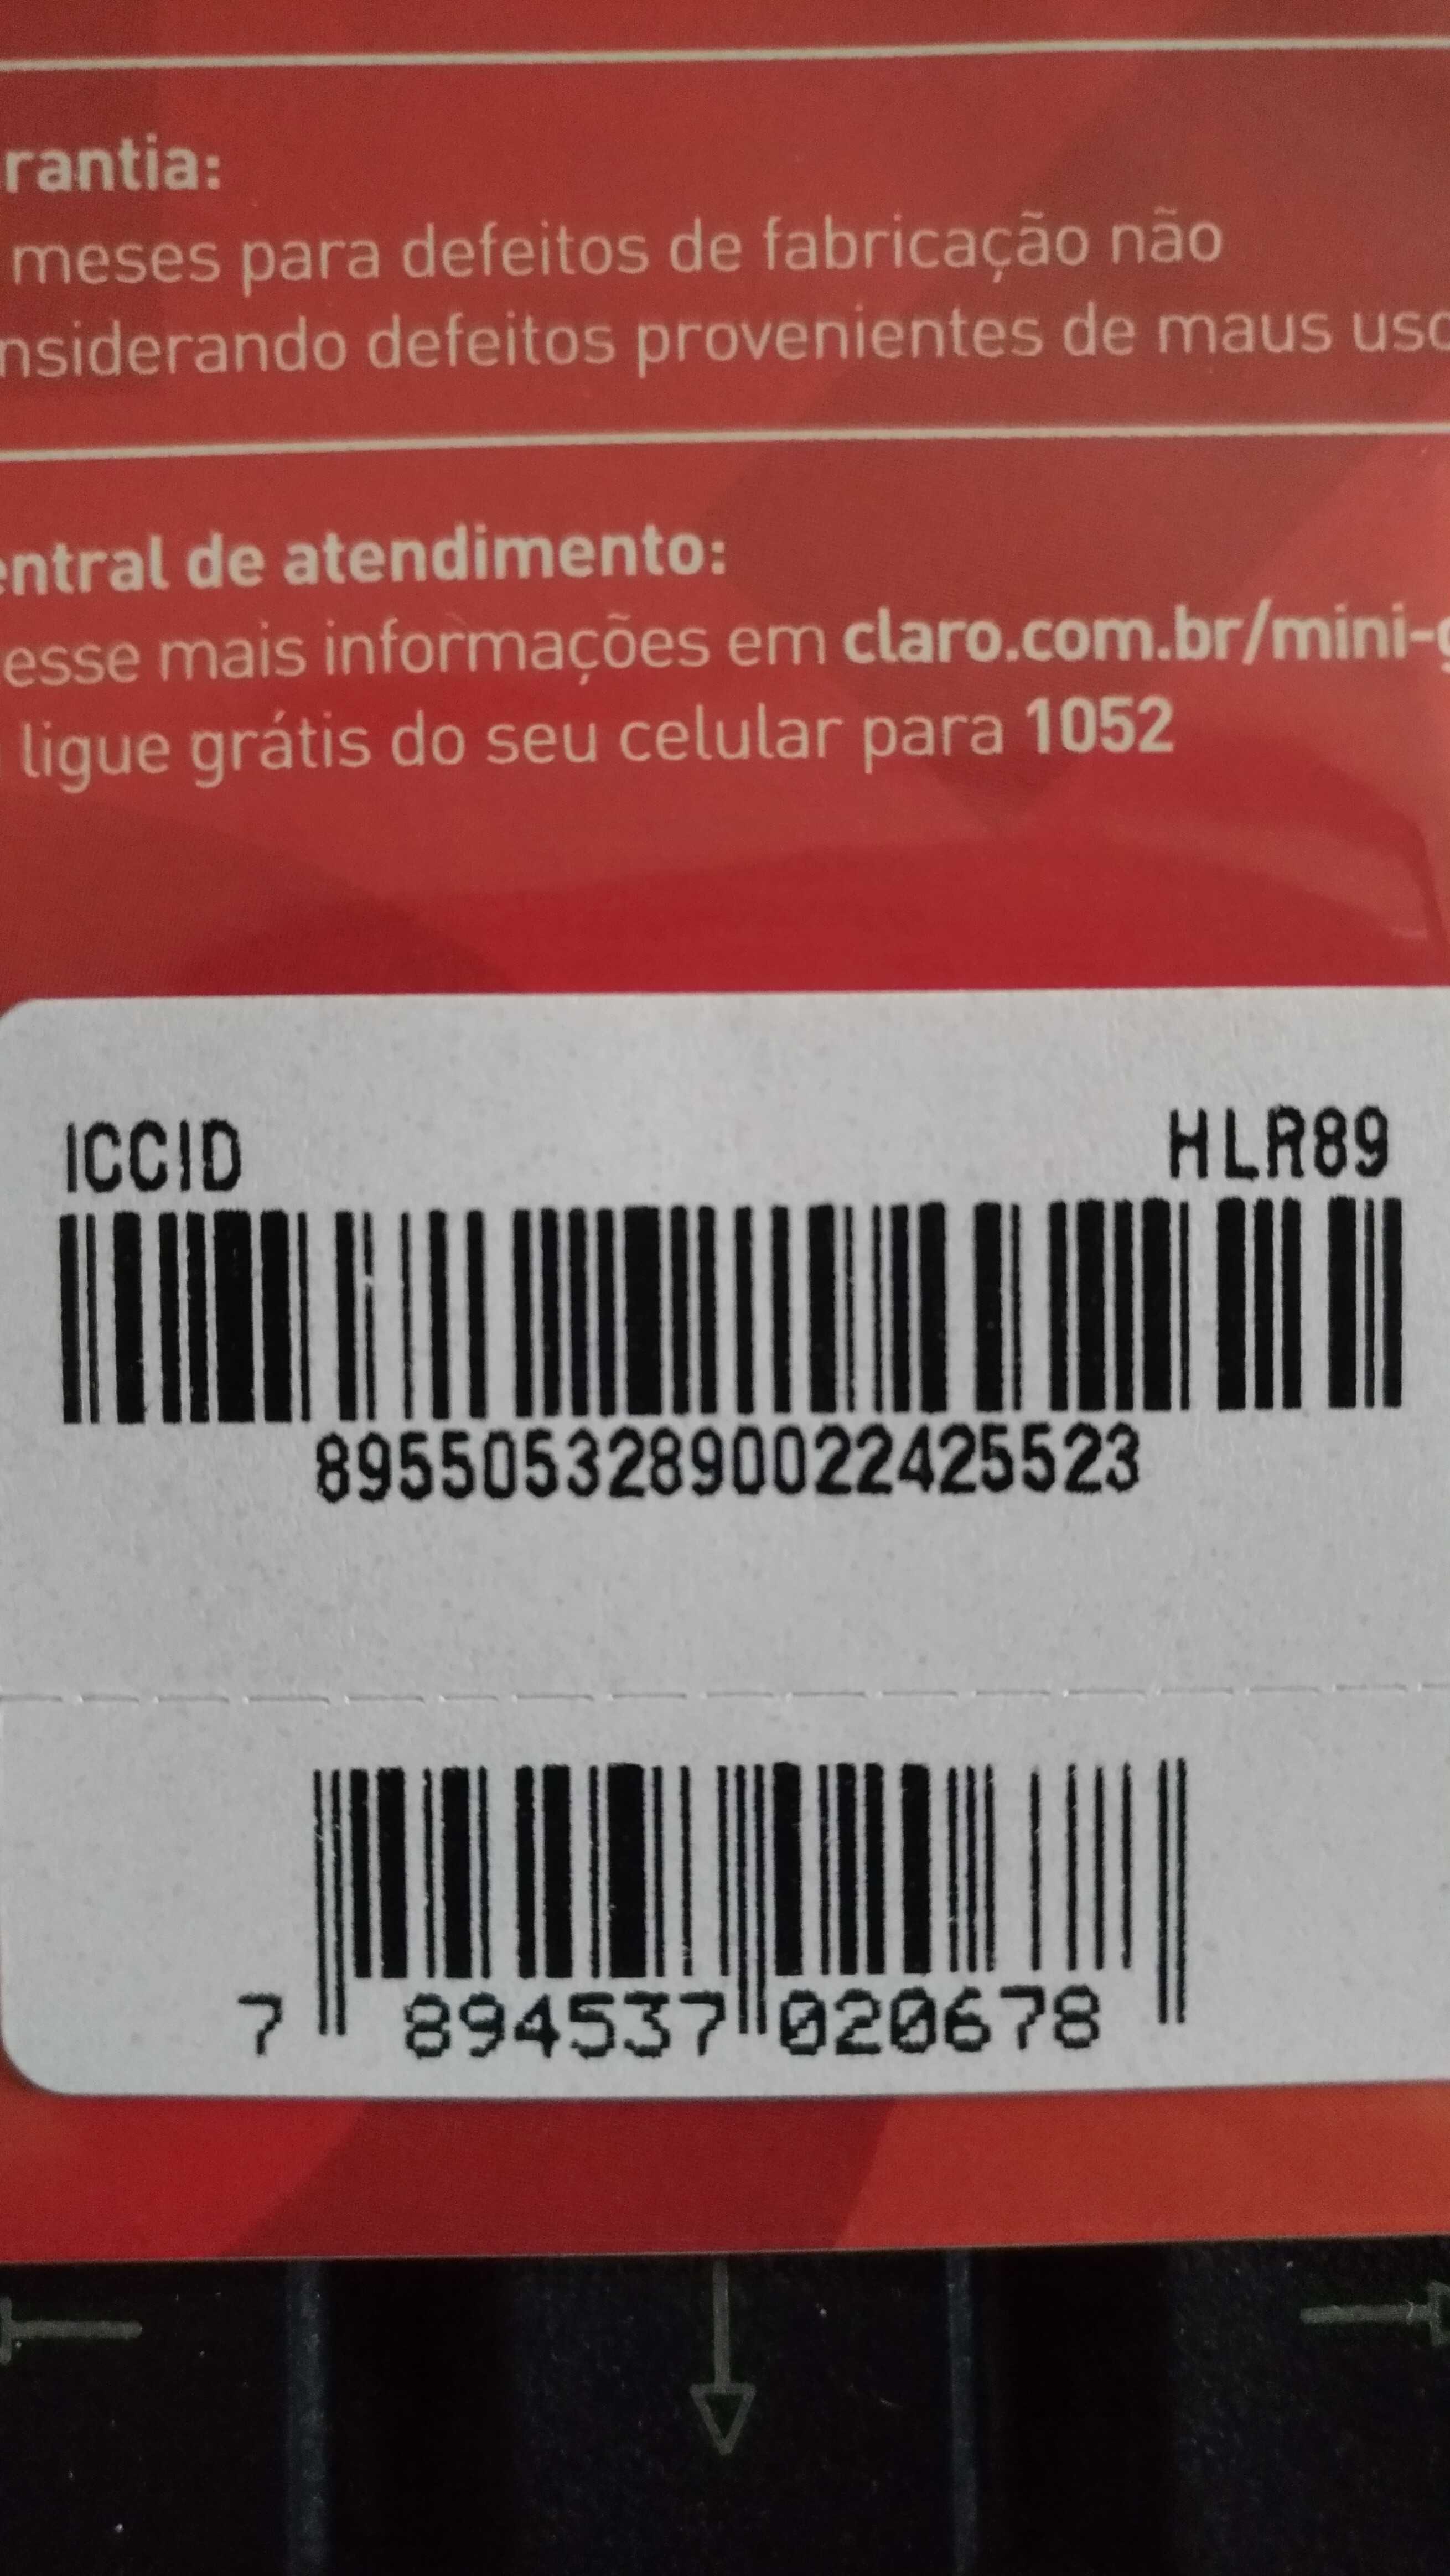 rantia:
meses para defeitos de fabricação não
nsiderando defeitos provenientes de maus uso
entral de atendimento:
esse mais informações em claro.com.br/mini-g
ligue grátis do seu celular para 1052
ICCID HLR89
89550532890022425523
7 894537 020678